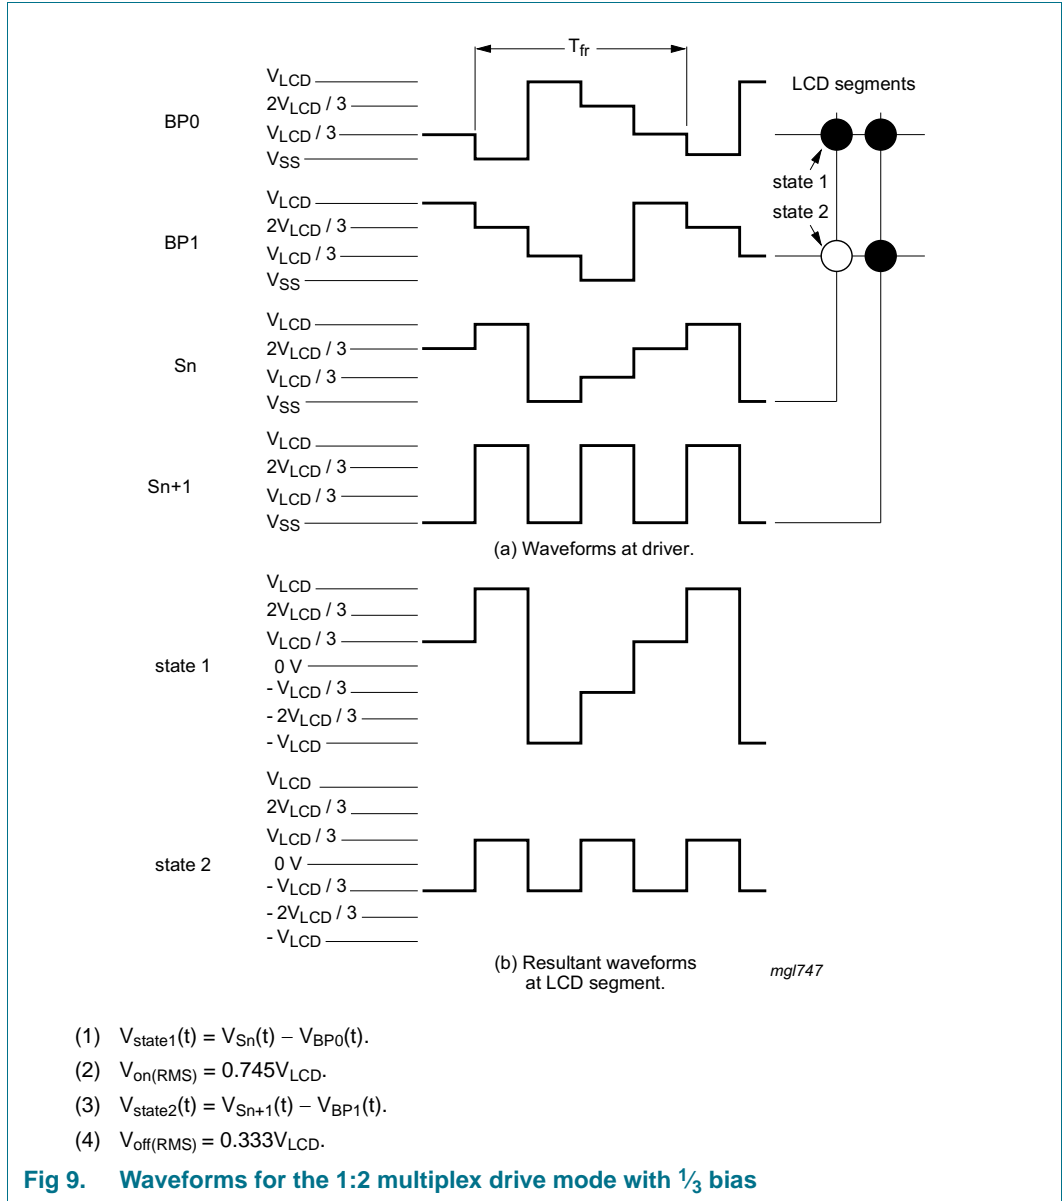 T_fr
V_LCD
2V_LCD / 3
BP0
V_LCD / 3
V_SS
LCD segments
state 1
state 2
V_LCD
2V_LCD / 3
BP1
V_LCD / 3
V_SS
V_LCD
2V_LCD / 3
Sn
V_LCD / 3
V_SS
V_LCD
2V_LCD / 3
Sn+1
V_LCD / 3
V_SS
(a) Waveforms at driver.
V_LCD
2V_LCD / 3
V_LCD / 3
state 1
0 V
- V_LCD / 3
- 2V_LCD / 3
- V_LCD
V_LCD
2V_LCD / 3
V_LCD / 3
state 2
0 V
- V_LCD / 3
- 2V_LCD / 3
- V_LCD
(b) Resultant waveforms
at LCD segment.
mgl747
(1) V_state1(t) = V_Sn(t) − V_BP0(t).
(2) V_on(RMS) = 0.745V_LCD.
(3) V_state2(t) = V_Sn+1(t) − V_BP1(t).
(4) V_off(RMS) = 0.333V_LCD.
Fig 9. Waveforms for the 1:2 multiplex drive mode with 1⁄3 bias